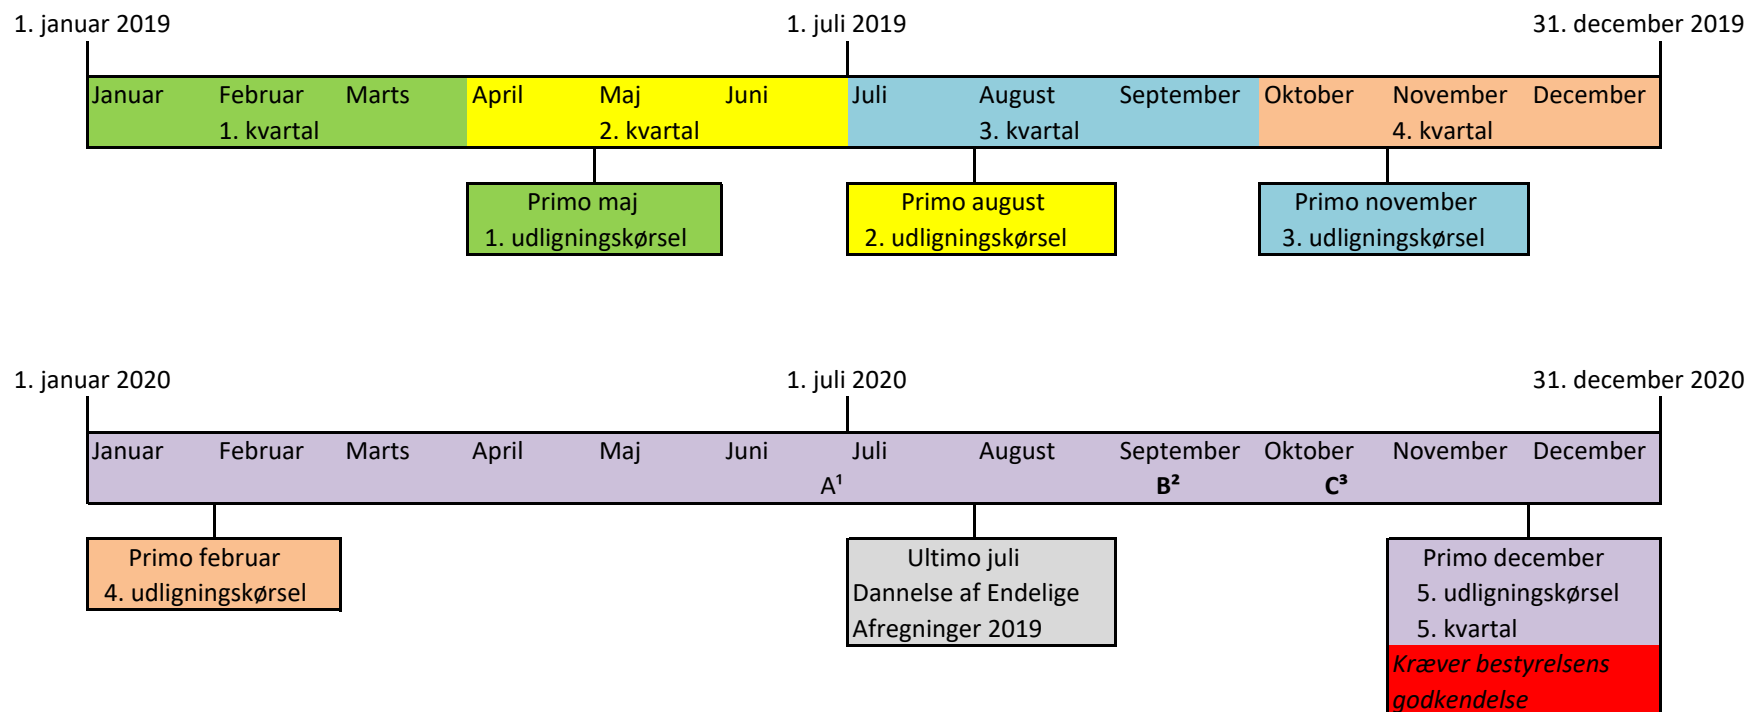 1. januar 2019 1. juli 2019 31. december 2019
Januar Februar Marts April Maj Juni Juli August September Oktober November December
1. kvartal 2. kvartal 3. kvartal 4. kvartal
Primo maj Primo august Primo november
1. udligningskørsel 2. udligningskørsel 3. udligningskørsel
1. januar 2020 1. juli 2020 31. december 2020
Januar Februar Marts April Maj Juni Juli August September Oktober November December
A¹ B² C³
Primo februar Ultimo juli Primo december
4. udligningskørsel Dannelse af Endelige 5. udligningskørsel
Afregninger 2019 5. kvartal
Kræver bestyrelsens
godkendelse